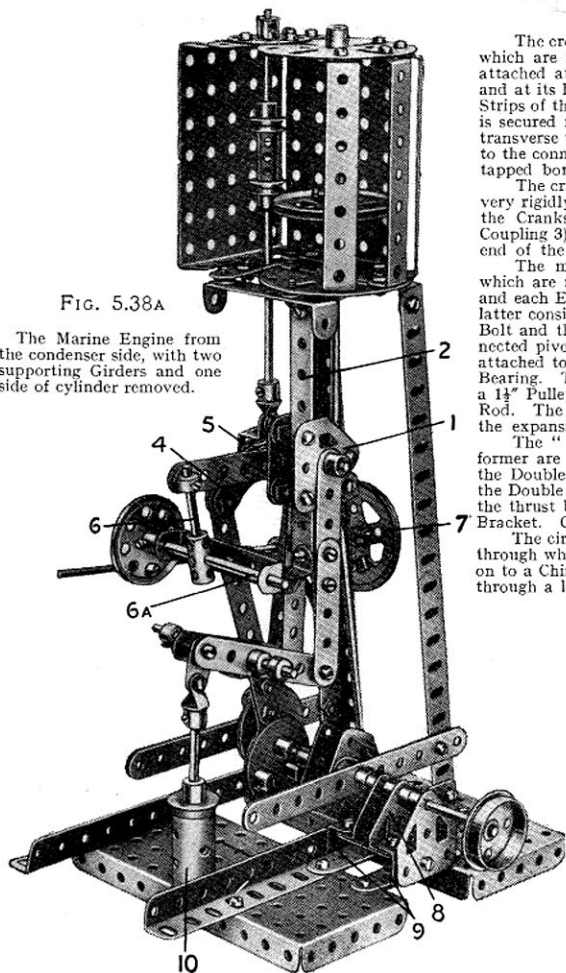 FIG. 5.38A
The Marine Engine from
the condenser side, with two
supporting Girders and one
side of cylinder removed.
1
2
4
5
6
6A
7
8
9
10
The cr
which are
attached at
and at its
Strips of th
is secured
transverse
to the conn
tapped bor
The cr
very rigidly
the Cranks
Coupling 3)
end of the
The m
which are
and each E
latter consi
Bolt and th
nected pivo
attached to
Bearing. T
a 1½" Pulle
Rod. The
the expans
The "
former are
the Double
the Double
the thrust b
Bracket. C
The cir
through wh
on to a Chi
through a 1